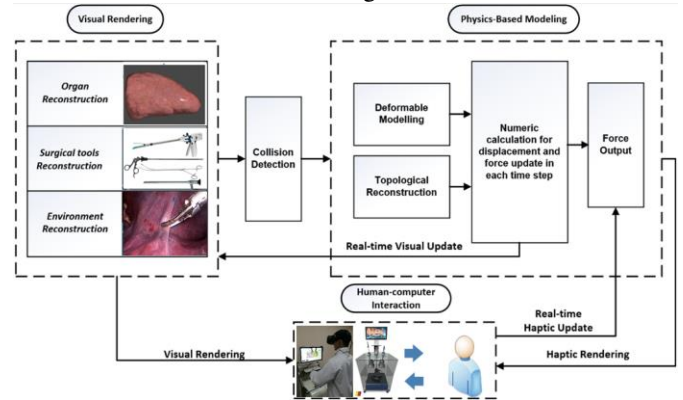 Visual Rendering
Physics-Based Modeling
Organ
Reconstruction
Surgical tools
Reconstruction
Environment
Reconstruction
Collision
Detection
Deformable
Modelling
Topological
Reconstruction
Numeric
calculation for
displacement and
force update in
each time step
Force
Output
Real-time Visual Update
Human-computer
Interaction
Real-time
Haptic Update
Visual Rendering
Haptic Rendering